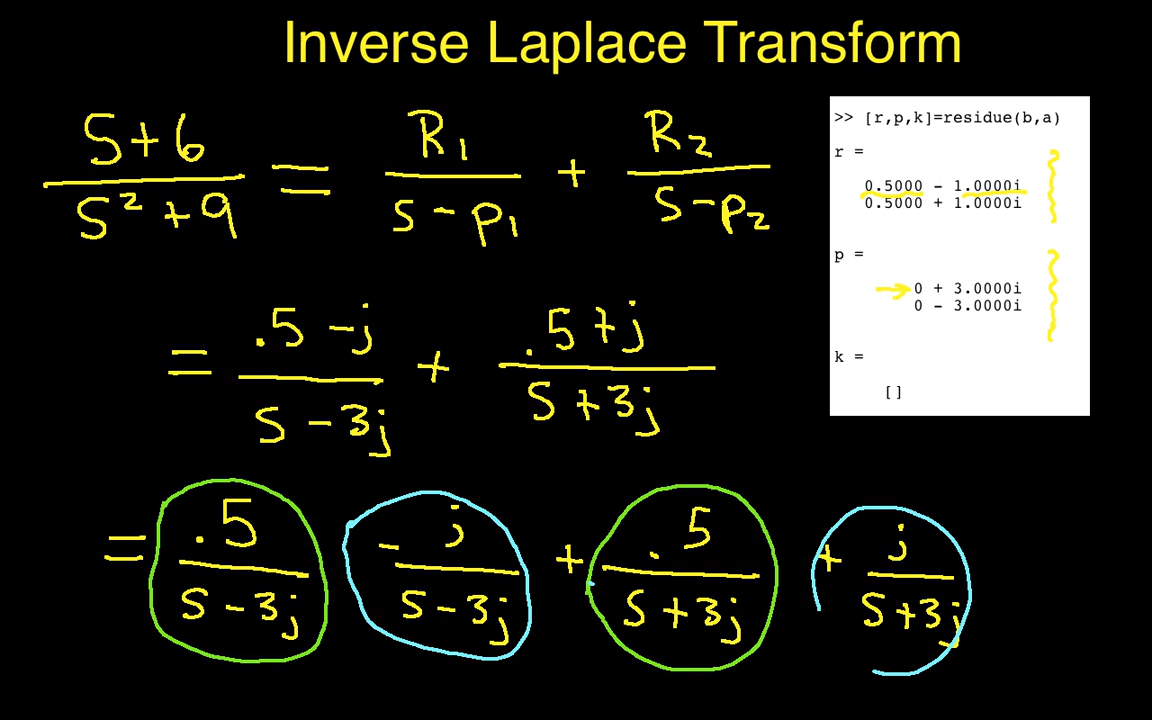 Inverse Laplace Transform
S+6 / S²+9 = R₁ / S-p₁ + R₂ / S-p₂
>> [r,p,k]=residue(b,a)
r =
0.5000 - 1.0000i
0.5000 + 1.0000i
p =
0 + 3.0000i
0 - 3.0000i
k =
[]
= .5-j / S-3j + .5+j / S+3j
= .5 / S-3j - j / S-3j + .5 / S+3j + j / S+3j